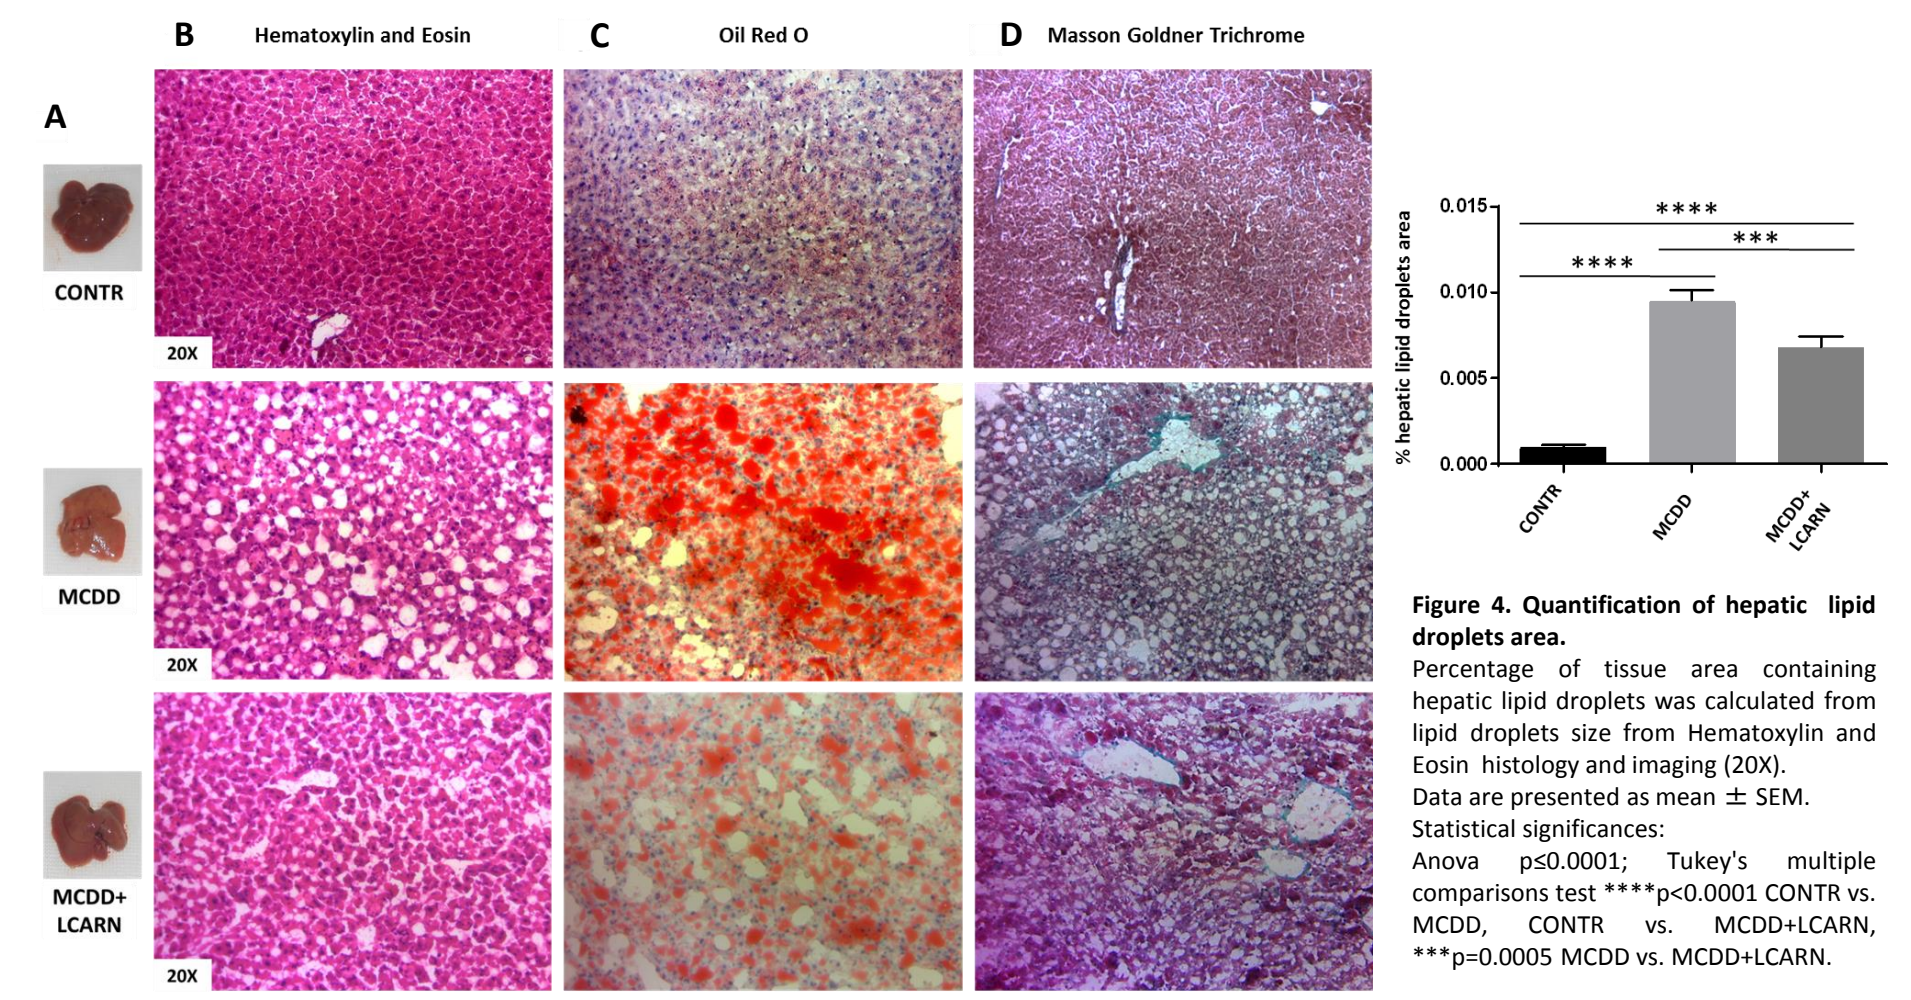 B Hematoxylin and Eosin
C Oil Red O
D Masson Goldner Trichrome
A
CONTR
20X
MCDD
20X
MCDD+
LCARN
20X
% hepatic lipid droplets area
0.015
0.010
0.005
0.000
****
***
****
CONTR
MCDD
MCDD+
LCARN
Figure 4. Quantification of hepatic lipid
droplets area.
Percentage of tissue area containing
hepatic lipid droplets was calculated from
lipid droplets size from Hematoxylin and
Eosin histology and imaging (20X).
Data are presented as mean ± SEM.
Statistical significances:
Anova p≤0.0001; Tukey's multiple
comparisons test ****p<0.0001 CONTR vs.
MCDD, CONTR vs. MCDD+LCARN,
***p=0.0005 MCDD vs. MCDD+LCARN.